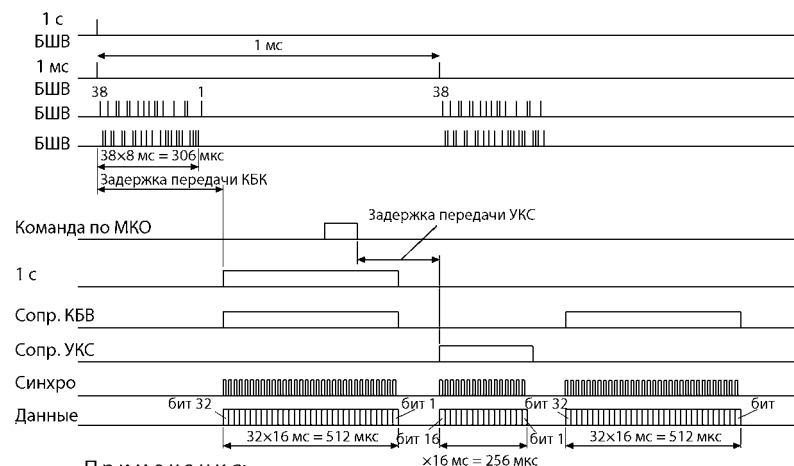 1 с
БШВ
1 мс
1 мс
БШВ
38 1 38
БШВ
БШВ
38×8 мс = 306 мкс
Задержка передачи КБК
Задержка передачи УКС
Команда по МКО
1 с
Сопр. КБВ
Сопр. УКС
Синхро
бит 32 бит 1 бит 32 бит
Данные
бит 16 бит 1
32×16 мс = 512 мкс 32×16 мс = 512 мкс
×16 мс = 256 мкс